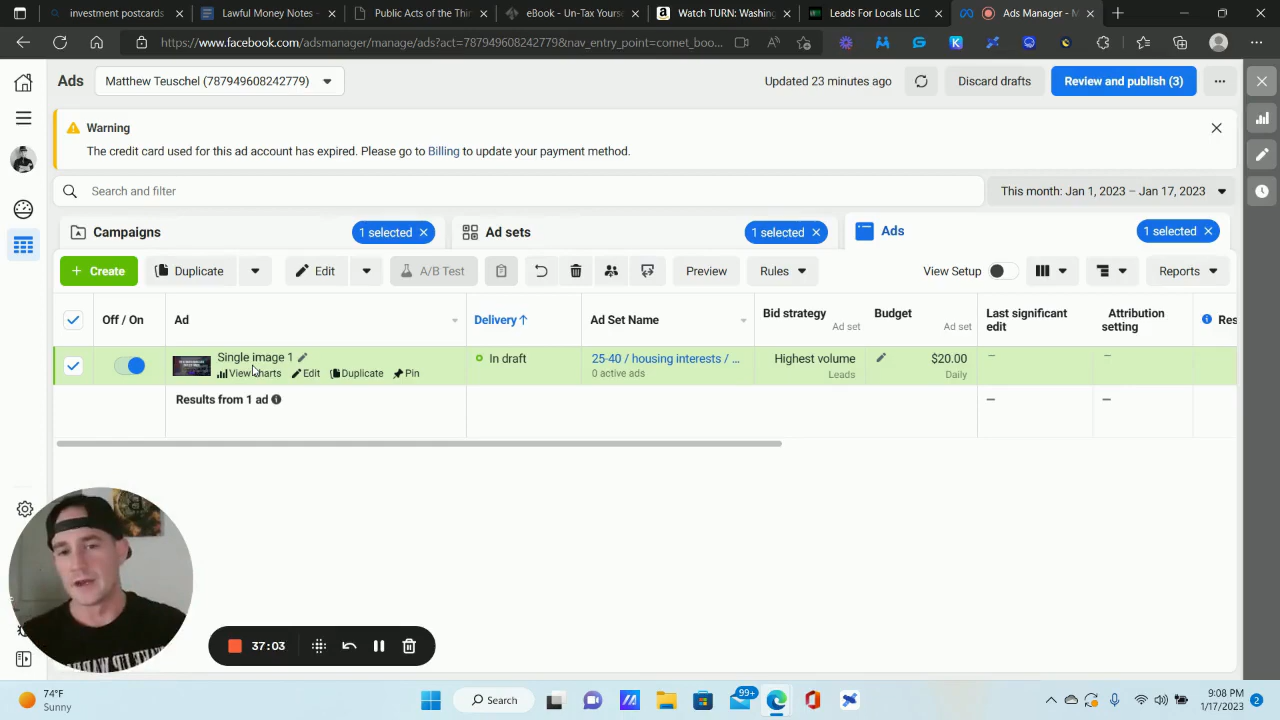 investment postcards
Lawful Money Notes -
Public Acts of the Thir
eBook - Un-Tax Yourse
Watch TURN: Washing
Leads For Locals LLC
Ads Manager - M
https://www.facebook.com/adsmanager/manage/ads?act=787949608242779&nav_entry_point=comet_boo...
Ads
Matthew Teuschel (787949608242779)
Updated 23 minutes ago
Discard drafts
Review and publish (3)
Warning
The credit card used for this ad account has expired. Please go to Billing to update your payment method.
Search and filter
This month: Jan 1, 2023 – Jan 17, 2023
Campaigns
1 selected
Ad sets
1 selected
Ads
1 selected
+ Create
Duplicate
Edit
A/B Test
Preview
Rules
View Setup
Reports
Off / On
Ad
Delivery ↑
Ad Set Name
Bid strategy
Ad set
Budget
Ad set
Last significant
edit
Attribution
setting
Res
Single image 1
View Charts
Edit
Duplicate
Pin
In draft
25-40 / housing interests / ...
0 active ads
Highest volume
Leads
$20.00
Daily
—
—
Results from 1 ad
—
—
37:03
74°F
Sunny
Search
99+
9:08 PM
1/17/2023
2